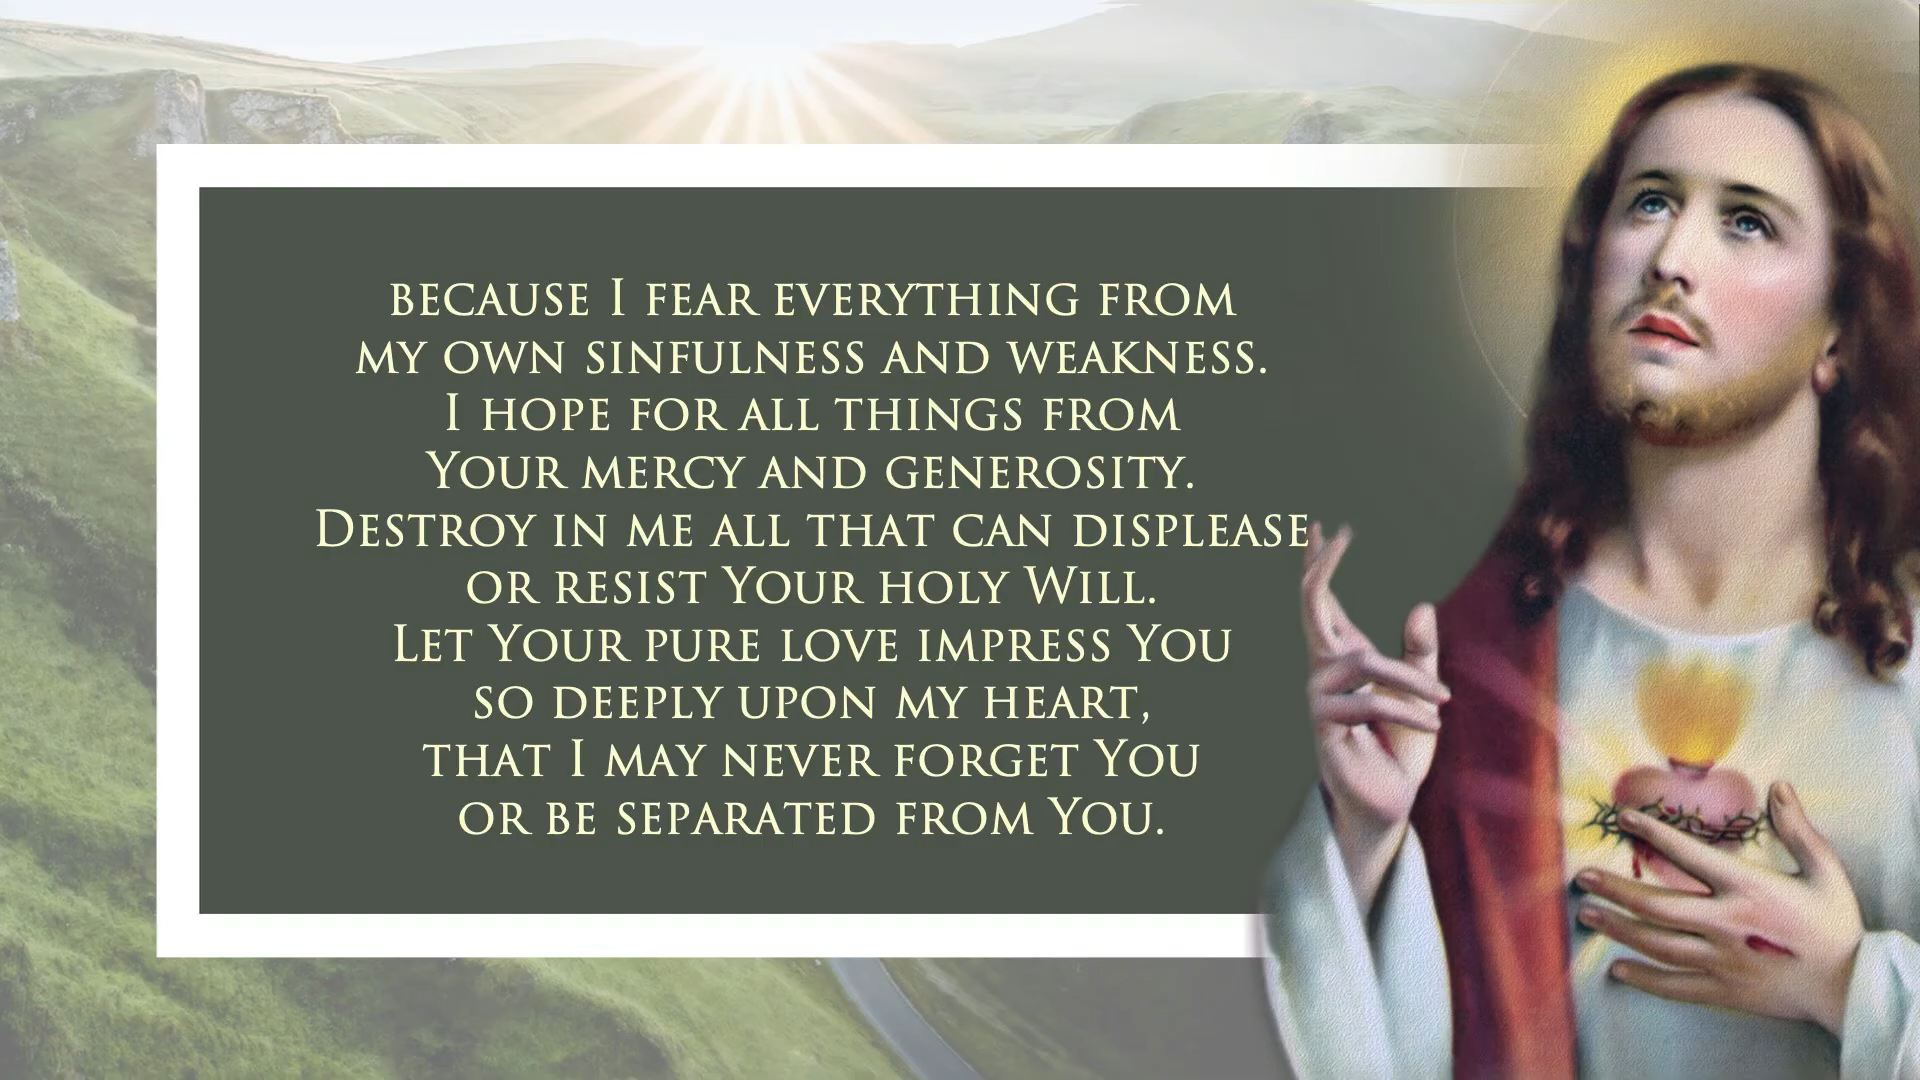 because I fear everything from
my own sinfulness and weakness.
I hope for all things from
Your mercy and generosity.
Destroy in me all that can displease
or resist Your holy Will.
Let Your pure love impress You
so deeply upon my heart,
that I may never forget You
or be separated from You.